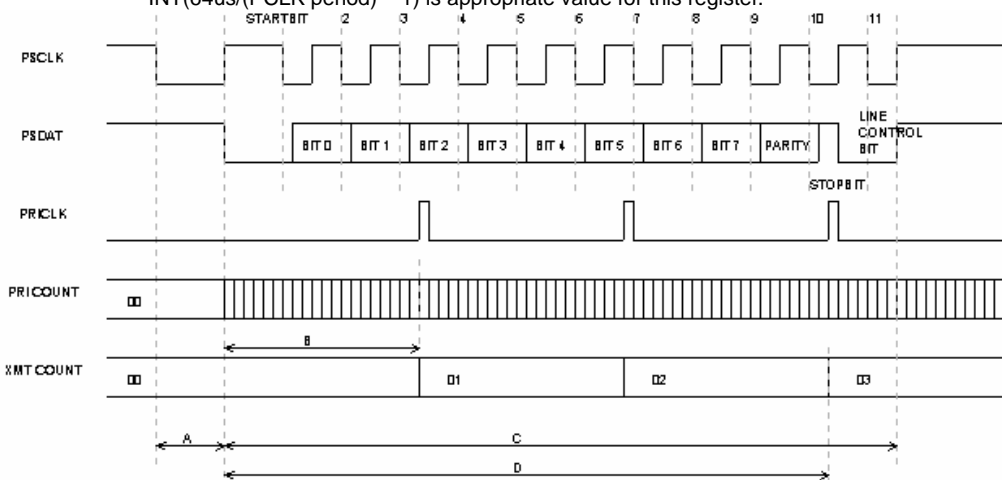 INT(64us/(PCLK period) – 1) is appropriate value for this register.
STARTBIT 2 3 4 5 6 7 8 9 10 11
PSCLK
PSDAT
BIT 0 BIT 1 BIT 2 BIT 3 BIT 4 BIT 5 BIT 6 BIT 7 PARITY
LINE
CONTROL
BIT
STOPBIT
PRICLK
PRICOUNT
00
B
XMTCOUNT
00 01 02 03
A C
D